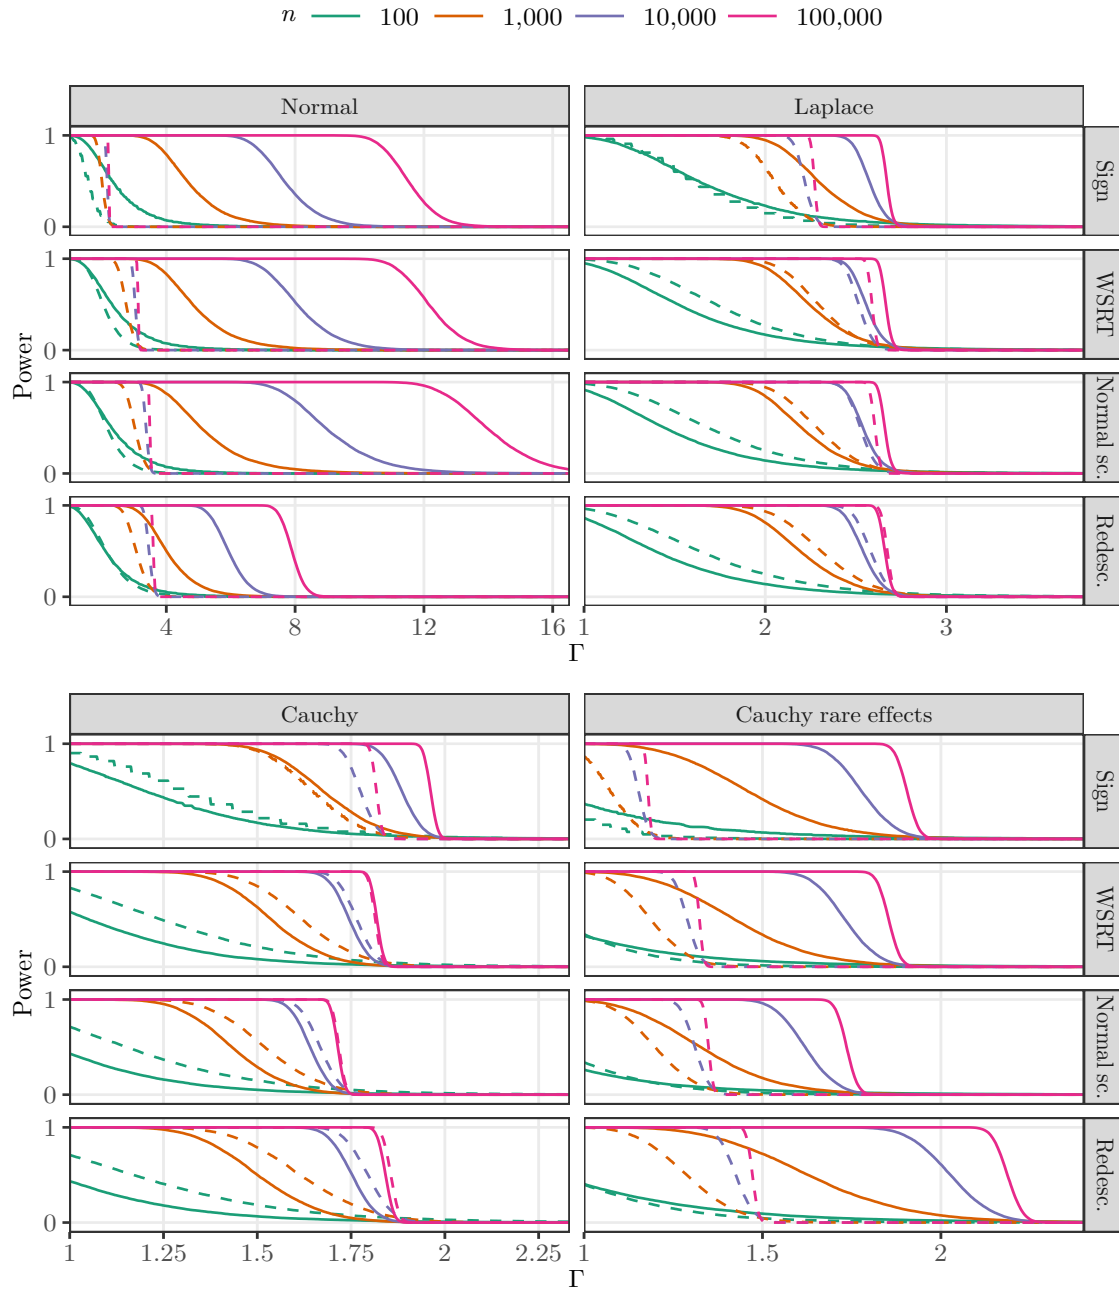 n 100 1,000 10,000 100,000
Normal Laplace
1
0
Sign
1
0
WSRT
1
0
Normal sc.
1
0
Redesc.
Power
4 8 12 16 1 2 3
Γ Γ
Cauchy Cauchy rare effects
1
0
Sign
1
0
WSRT
1
0
Normal sc.
1
0
Redesc.
Power
1 1.25 1.5 1.75 2 2.25 1 1.5 2
Γ Γ